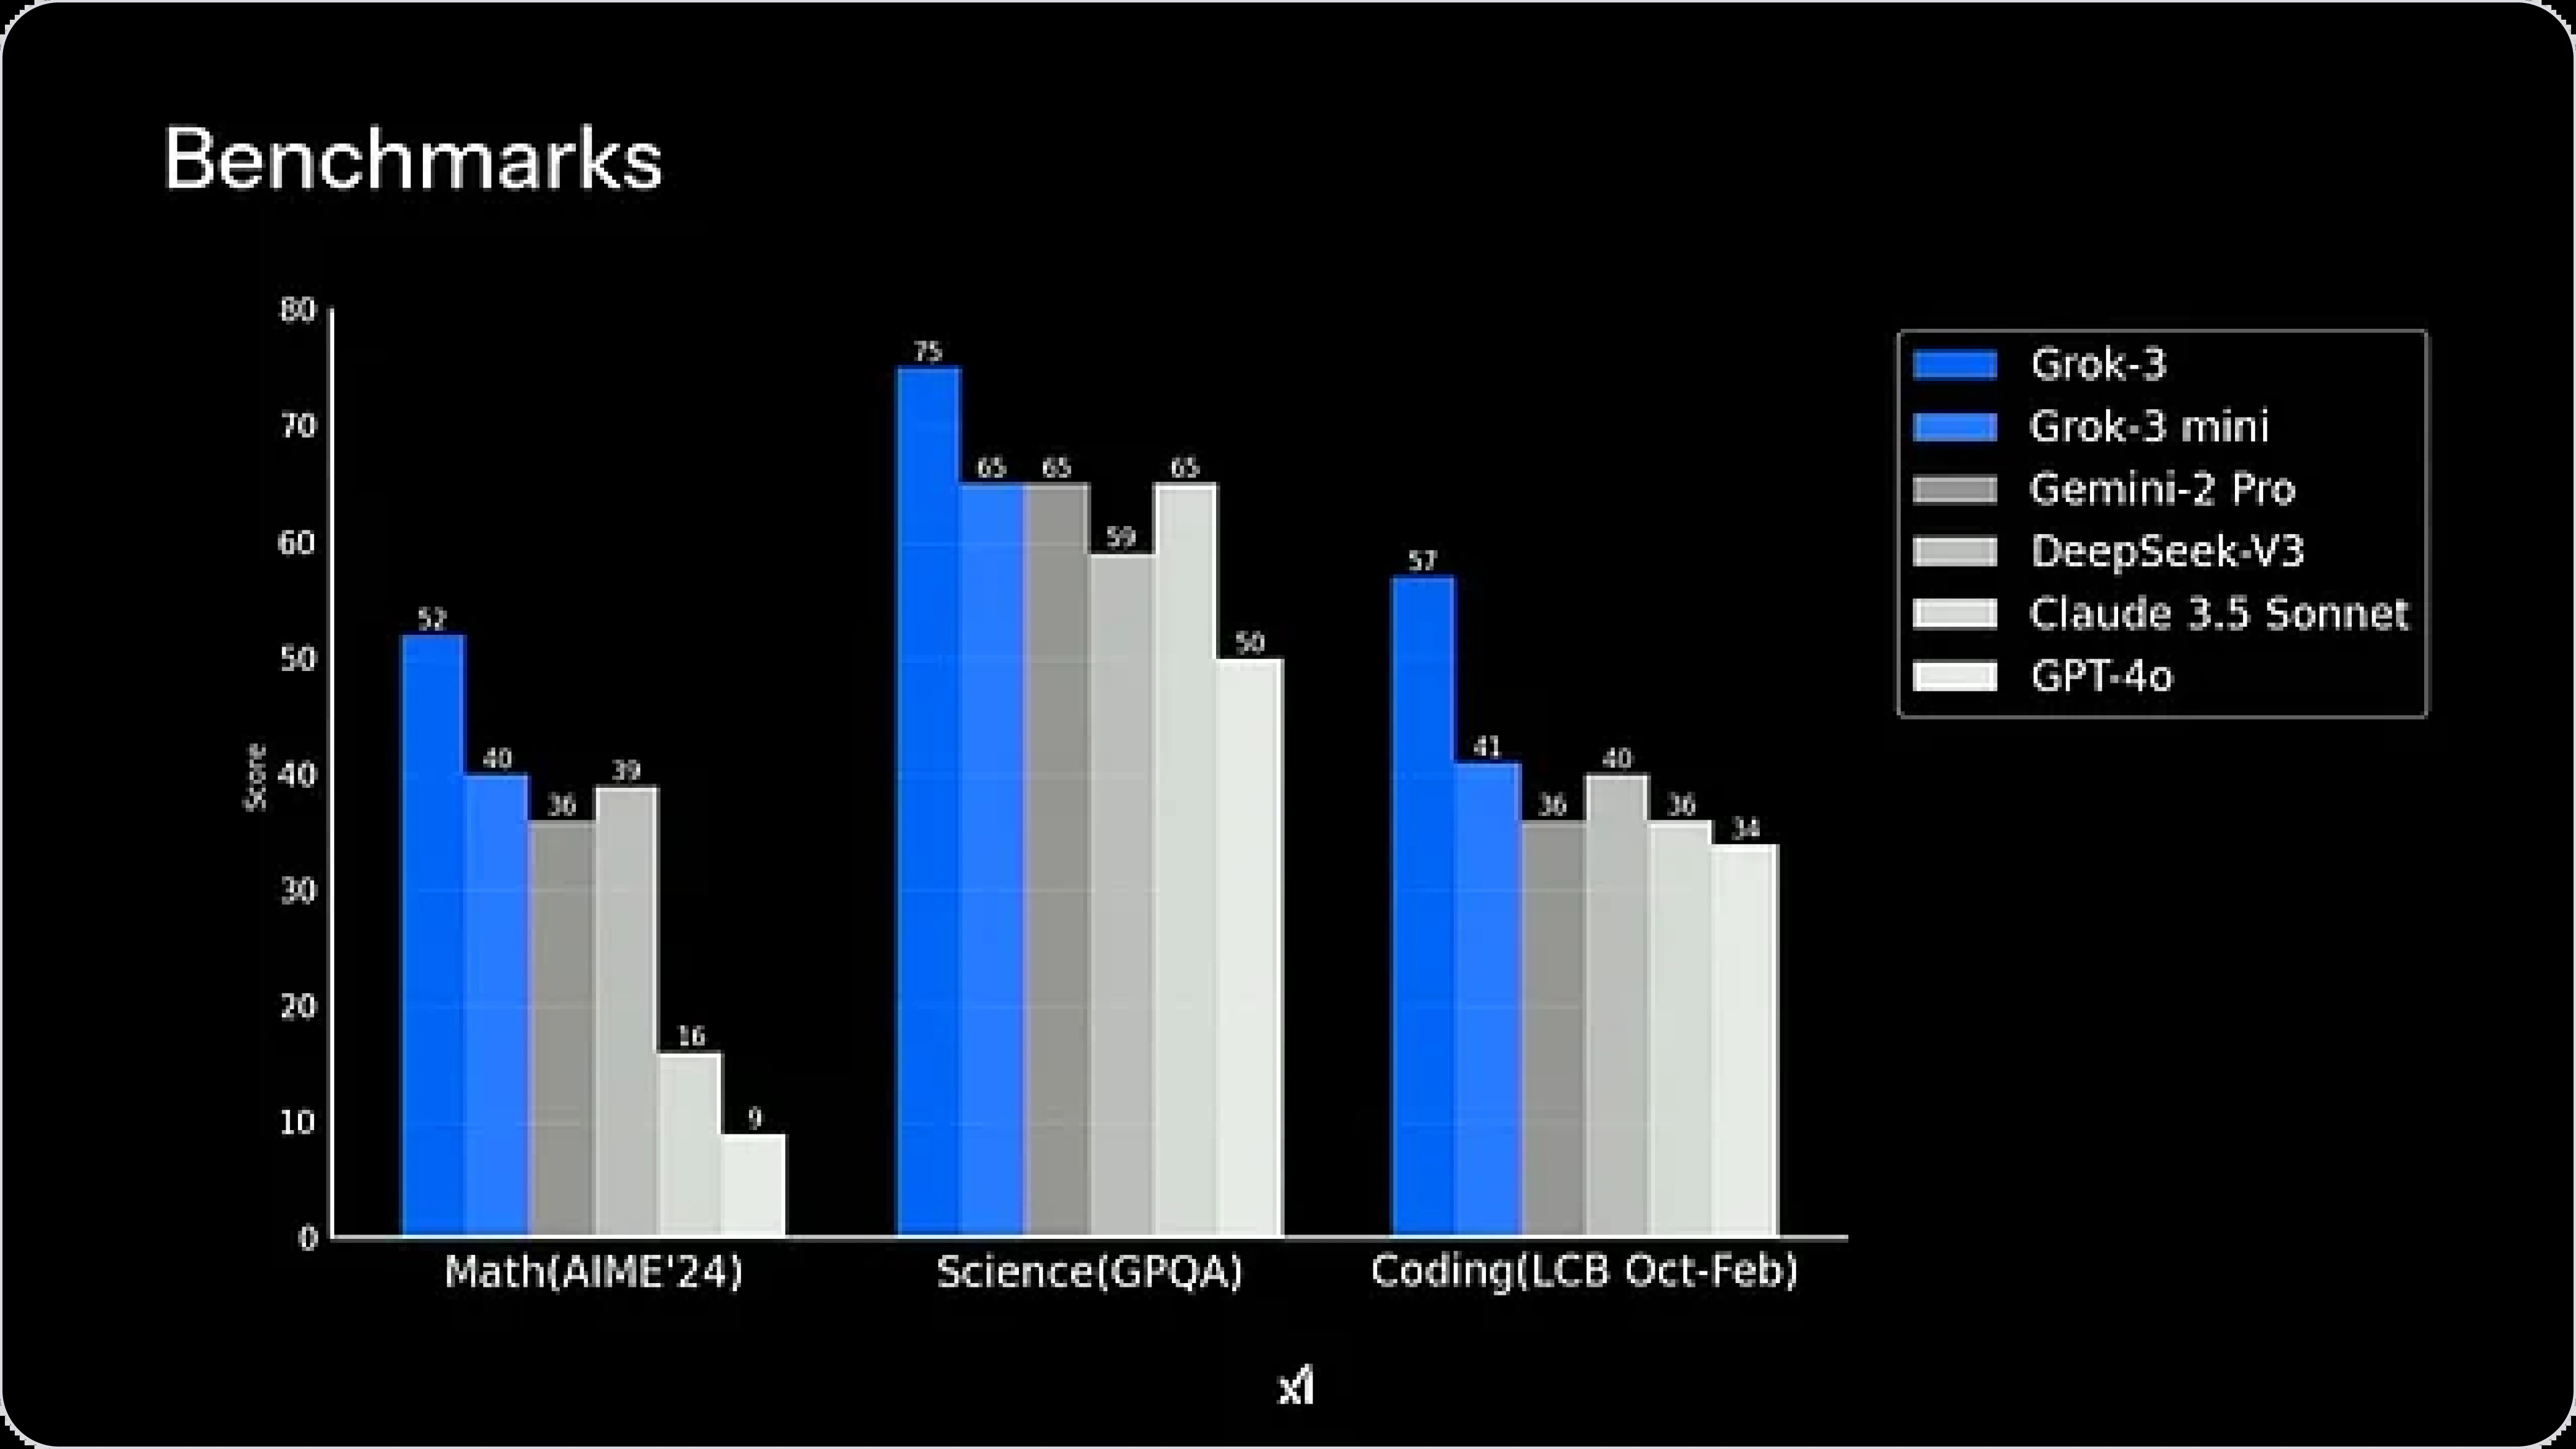 Benchmarks
80
70
60
50
40
30
20
10
0
Score
52
40
36
39
16
9
75
65
65
59
65
50
57
41
36
40
36
34
Math(AIME'24)
Science(GPQA)
Coding(LCB Oct-Feb)
Grok-3
Grok-3 mini
Gemini-2 Pro
DeepSeek-V3
Claude 3.5 Sonnet
GPT-4o